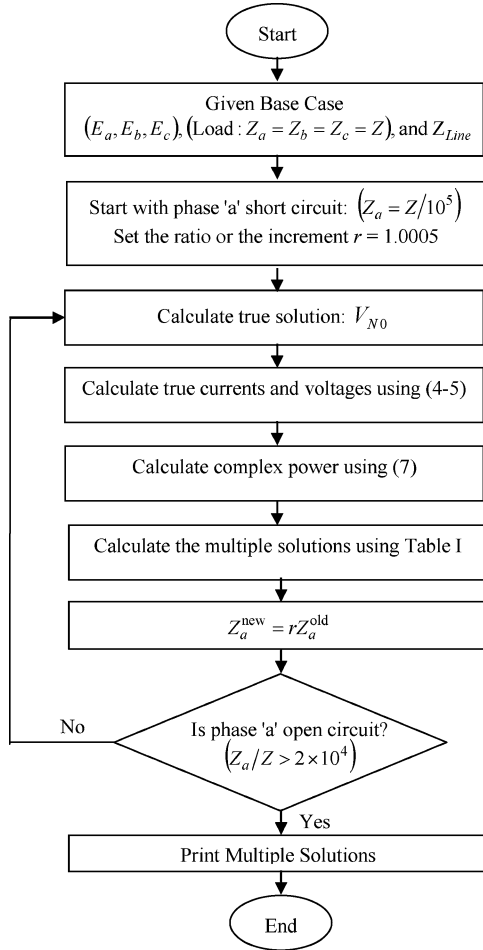 Start
Given Base Case
(E_a, E_b, E_c), (Load : Z_a = Z_b = Z_c = Z), and Z_Line
Start with phase 'a' short circuit: (Z_a = Z/10^5)
Set the ratio or the increment r = 1.0005
Calculate true solution: V_N0
Calculate true currents and voltages using (4-5)
Calculate complex power using (7)
Calculate the multiple solutions using Table I
Z_a^new = rZ_a^old
Is phase 'a' open circuit?
(Z_a/Z > 2×10^4)
No
Yes
Print Multiple Solutions
End